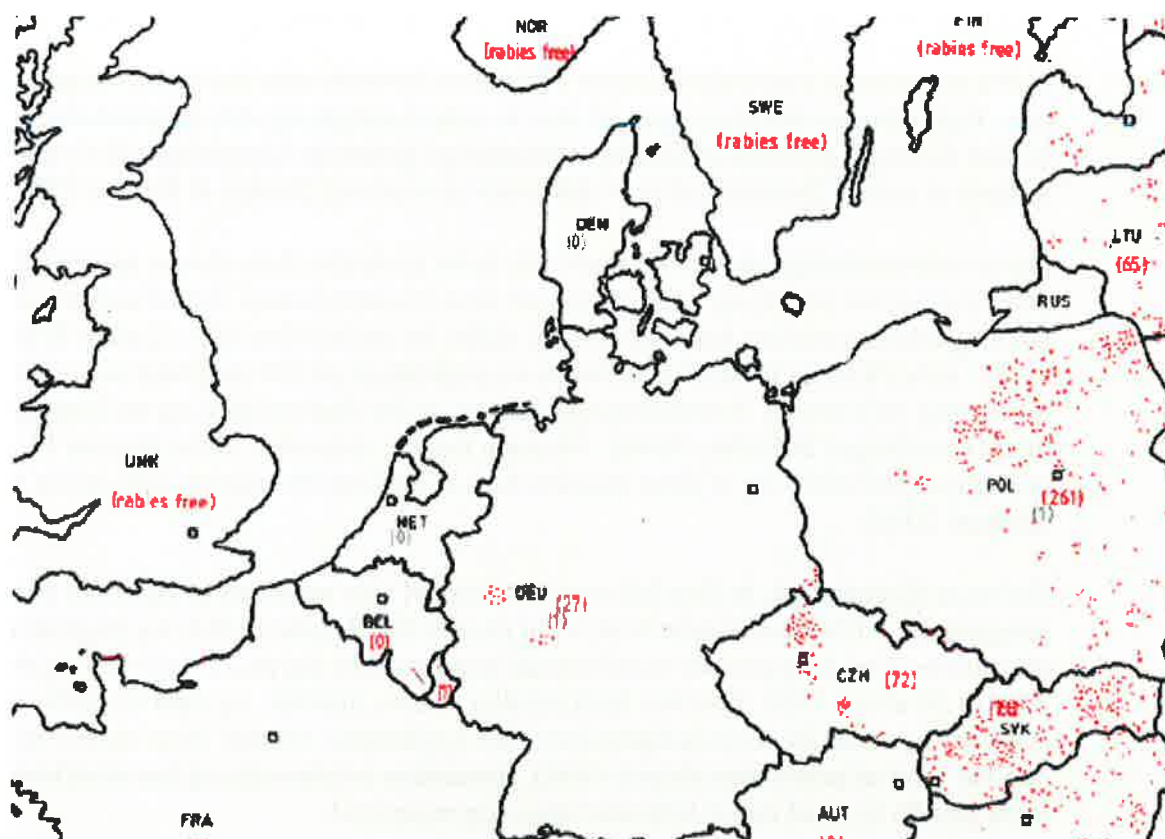 NOR
(rabies free)
FIN
(rabies free)
SWE
(rabies free)
DEN
(0)
LTU
(65)
RUS
UNK
(rabies free)
NET
(0)
POL
(261)
(1)
DEU
(27)
(1)
BEL
(0)
CZH
(72)
SVK
FRA
AUT